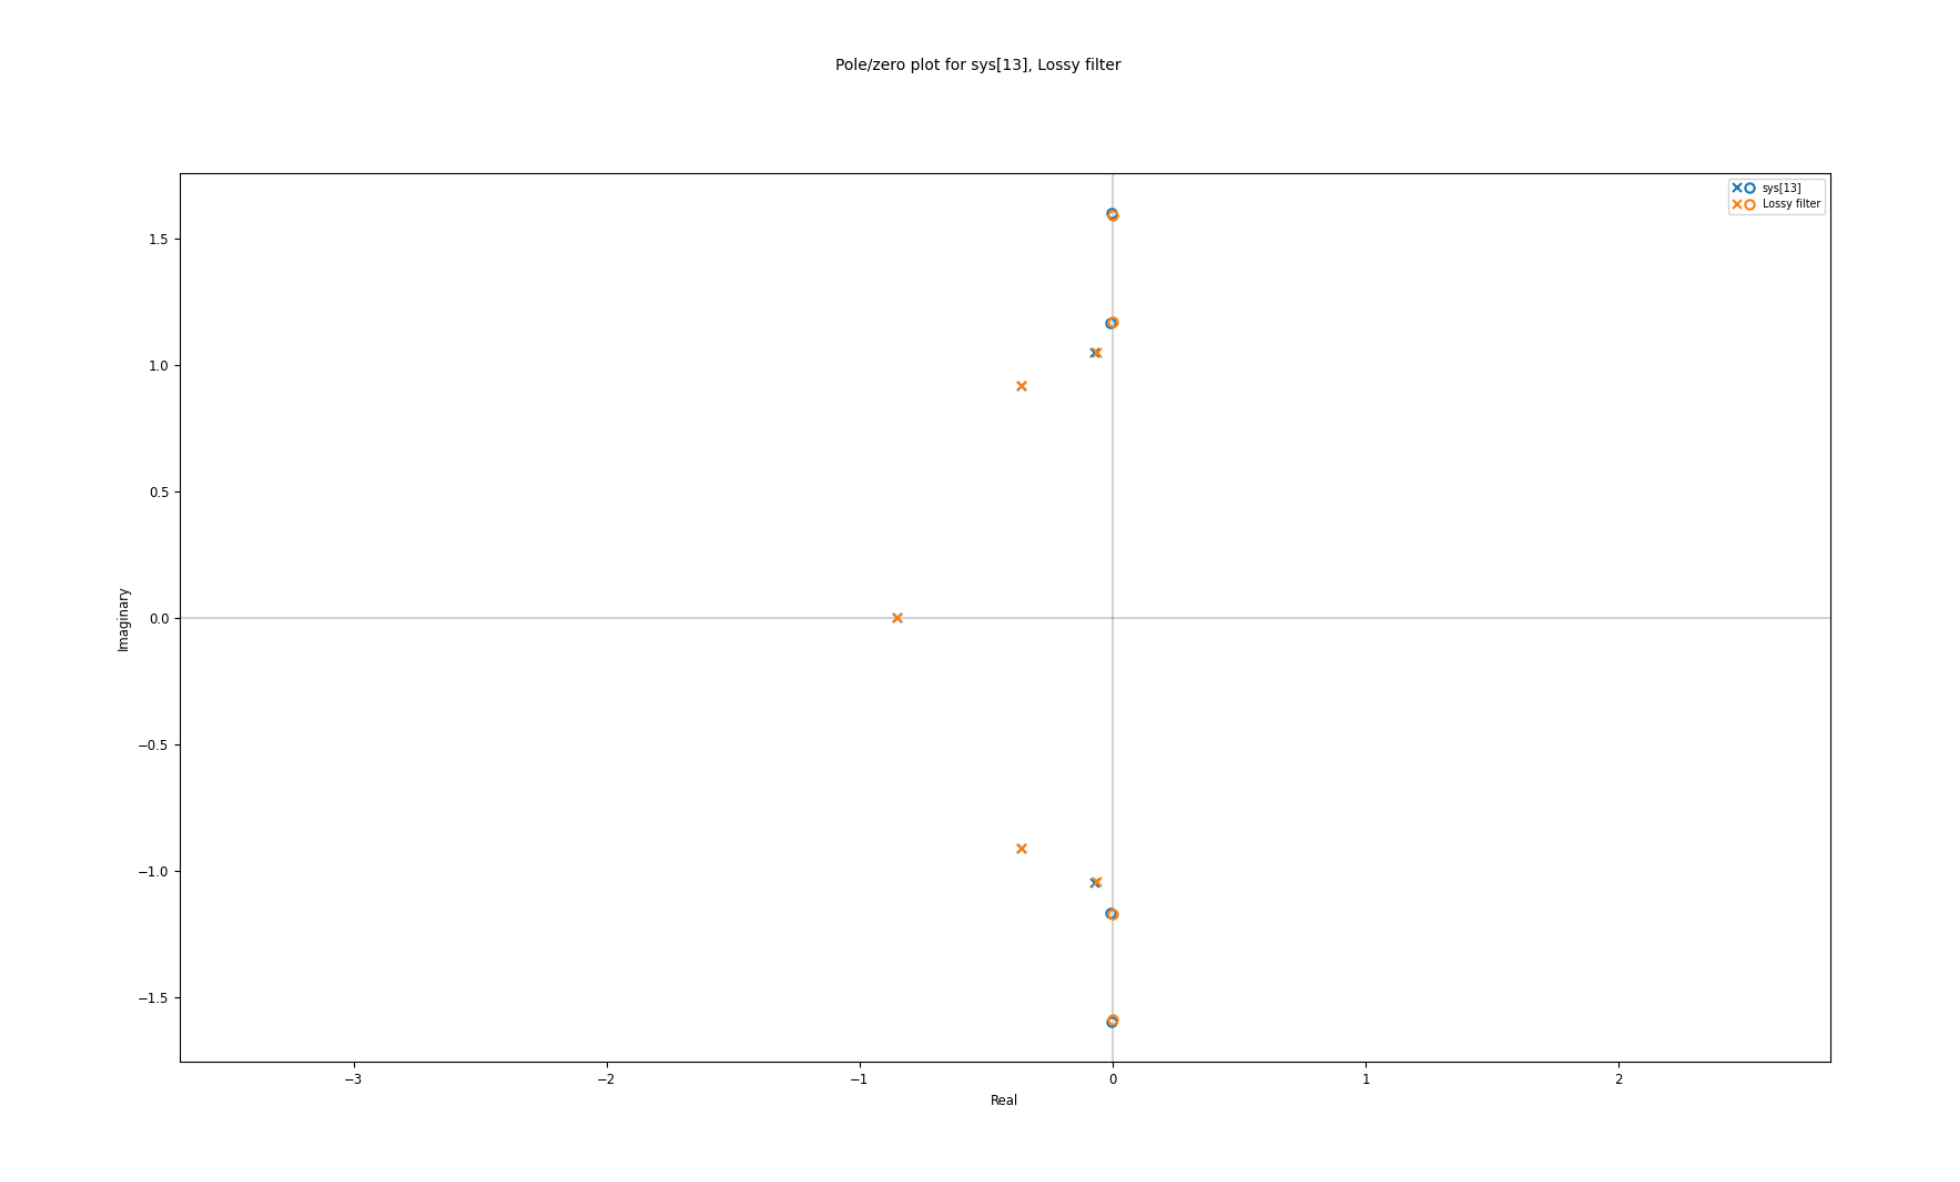 Pole/zero plot for sys[13], Lossy filter
sys[13]
Lossy filter
1.5
1.0
0.5
0.0
−0.5
−1.0
−1.5
Imaginary
−3
−2
−1
0
1
2
Real